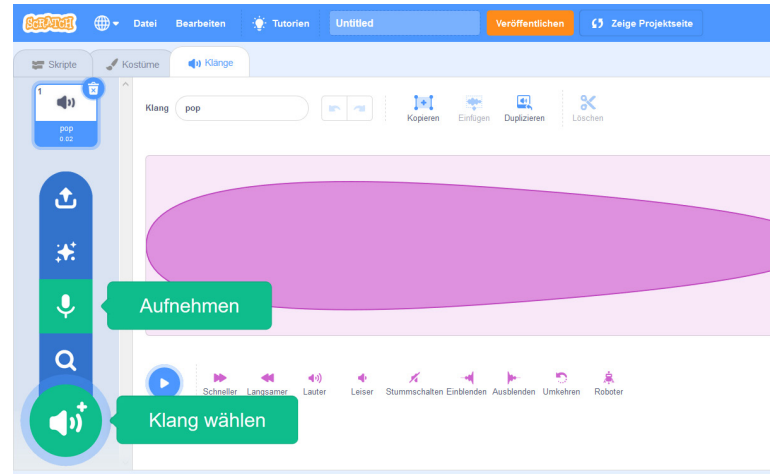 SCRATCH Datei Bearbeiten Tutorien Untitled Veröffentlichen Zeige Projektseite
Skripte Kostüme Klänge
1
pop
0.02
Klang pop Kopieren Einfügen Duplizieren Löschen
Aufnehmen
Schneller Langsamer Lauter Leiser Stummschalten Einblenden Ausblenden Umkehren Roboter
Klang wählen